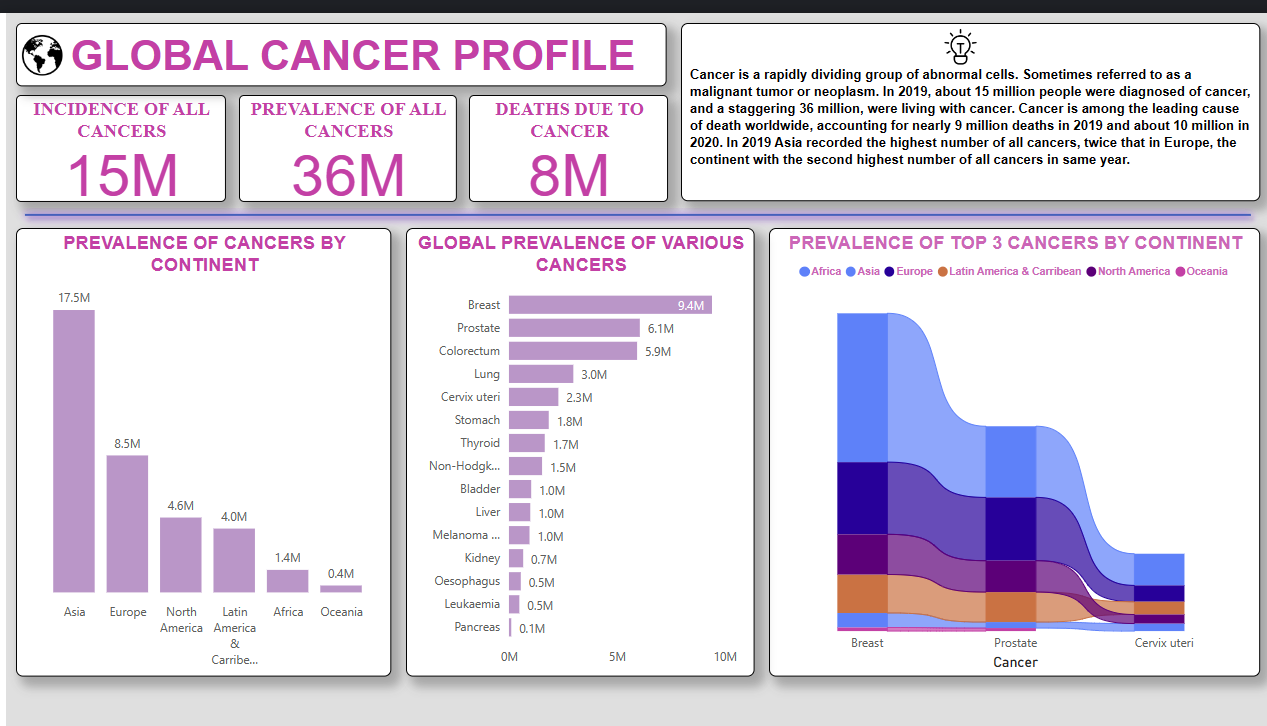 GLOBAL CANCER PROFILE
INCIDENCE OF ALL
CANCERS
15M
PREVALENCE OF ALL
CANCERS
36M
DEATHS DUE TO
CANCER
8M
Cancer is a rapidly dividing group of abnormal cells. Sometimes referred to as a
malignant tumor or neoplasm. In 2019, about 15 million people were diagnosed of cancer,
and a staggering 36 million, were living with cancer. Cancer is among the leading cause
of death worldwide, accounting for nearly 9 million deaths in 2019 and about 10 million in
2020. In 2019 Asia recorded the highest number of all cancers, twice that in Europe, the
continent with the second highest number of all cancers in same year.
PREVALENCE OF CANCERS BY
CONTINENT
17.5M
8.5M
4.6M
4.0M
1.4M
0.4M
Asia
Europe
North
America
Latin
America
&
Carribe...
Africa
Oceania
GLOBAL PREVALENCE OF VARIOUS
CANCERS
Breast 9.4M
Prostate 6.1M
Colorectum 5.9M
Lung 3.0M
Cervix uteri 2.3M
Stomach 1.8M
Thyroid 1.7M
Non-Hodgk... 1.5M
Bladder 1.0M
Liver 1.0M
Melanoma ... 1.0M
Kidney 0.7M
Oesophagus 0.5M
Leukaemia 0.5M
Pancreas 0.1M
0M 5M 10M
PREVALENCE OF TOP 3 CANCERS BY CONTINENT
Africa Asia Europe Latin America & Carribean North America Oceania
Breast Prostate Cervix uteri
Cancer